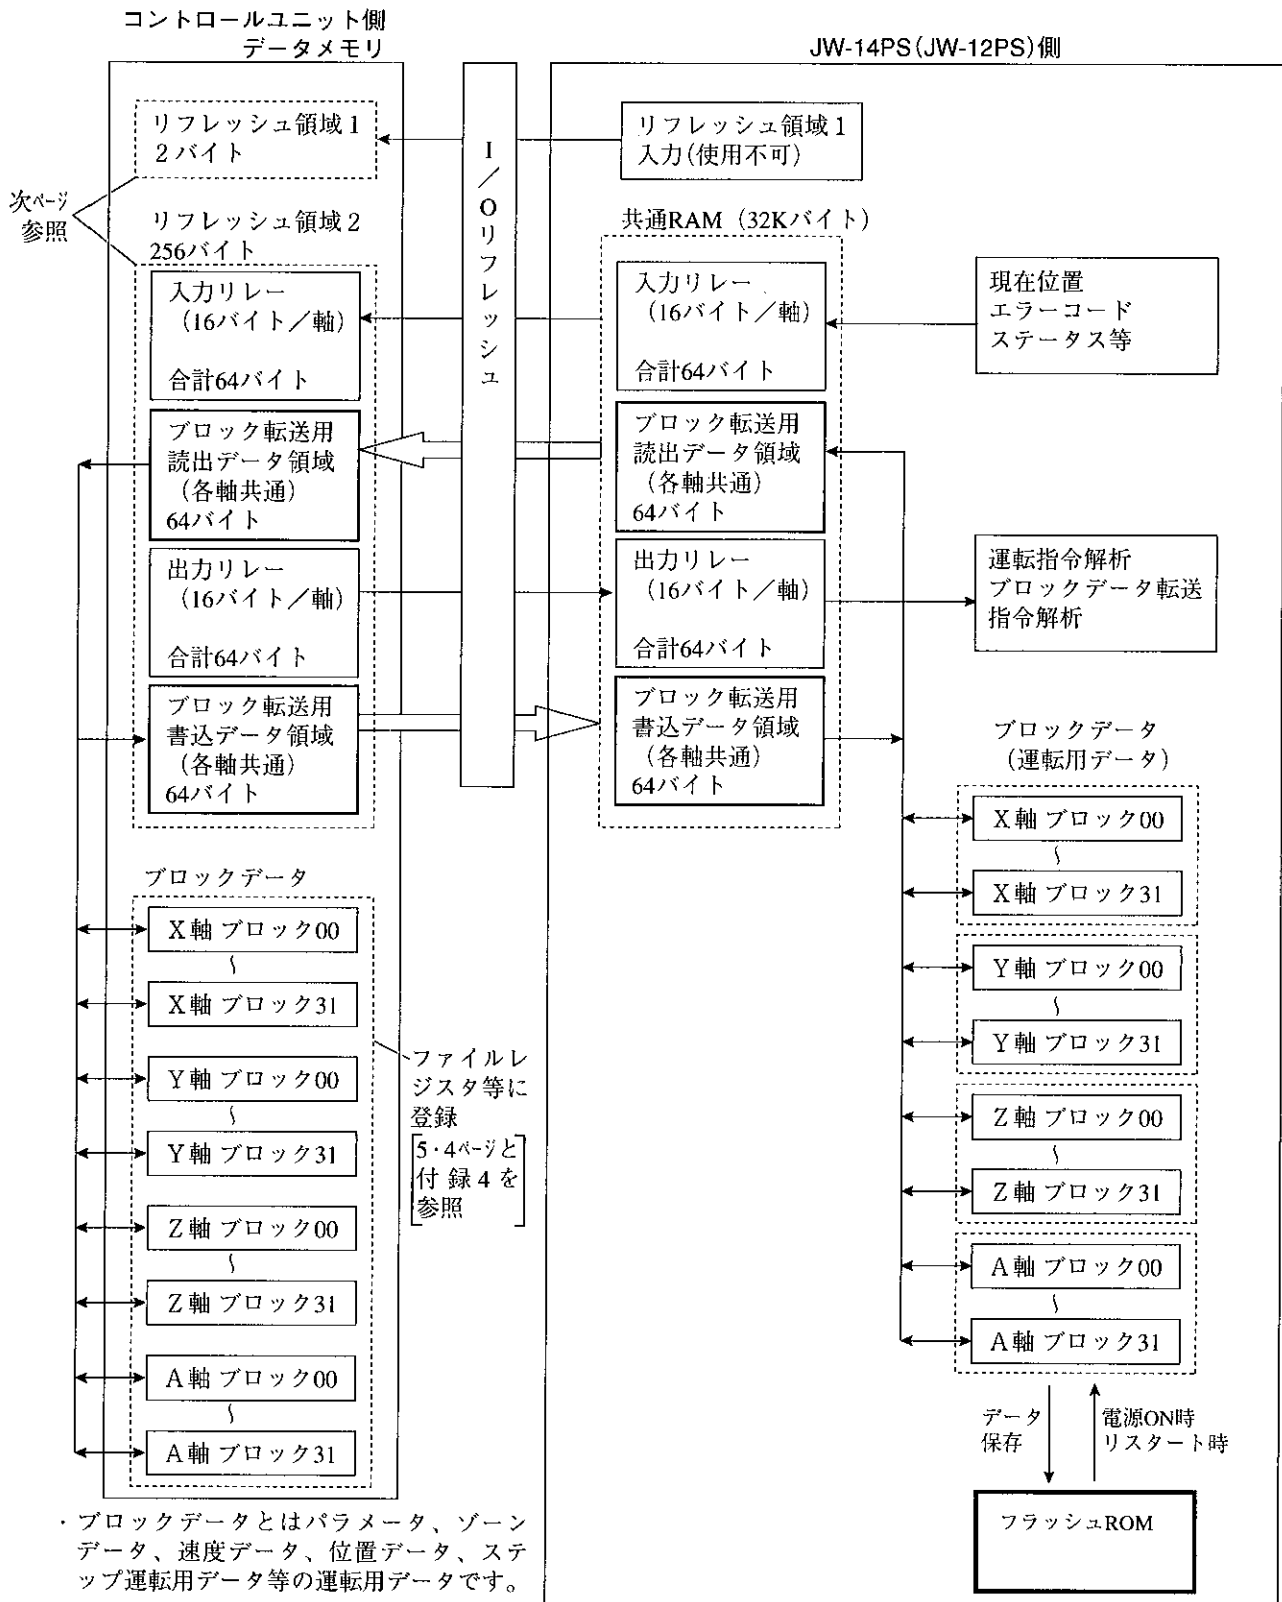 コントロールユニット側
データメモリ
JW-14PS(JW-12PS)側
リフレッシュ領域1
2バイト
I/Oリフレッシュ
リフレッシュ領域1
入力(使用不可)
次ページ
参照
リフレッシュ領域2
256バイト
共通RAM(32Kバイト)
入力リレー
(16バイト/軸)
合計64バイト
入力リレー
(16バイト/軸)
合計64バイト
現在位置
エラーコード
ステータス等
ブロック転送用
読出データ領域
(各軸共通)
64バイト
ブロック転送用
読出データ領域
(各軸共通)
64バイト
出力リレー
(16バイト/軸)
合計64バイト
出力リレー
(16バイト/軸)
合計64バイト
運転指令解析
ブロックデータ転送
指令解析
ブロック転送用
書込データ領域
(各軸共通)
64バイト
ブロック転送用
書込データ領域
(各軸共通)
64バイト
ブロックデータ
(運転用データ)
X軸 ブロック00
~
X軸 ブロック31
Y軸 ブロック00
~
Y軸 ブロック31
Z軸 ブロック00
~
Z軸 ブロック31
A軸 ブロック00
~
A軸 ブロック31
ブロックデータ
X軸 ブロック00
~
X軸 ブロック31
Y軸 ブロック00
~
Y軸 ブロック31
Z軸 ブロック00
~
Z軸 ブロック31
A軸 ブロック00
~
A軸 ブロック31
ファイルレ
ジスタ等に
登録
[5・4ページと
付録4を
参照]
データ
保存
電源ON時
リスタート時
フラッシュROM
・ブロックデータとはパラメータ、ゾーン
データ、速度データ、位置データ、ステ
ップ運転用データ等の運転用データです。